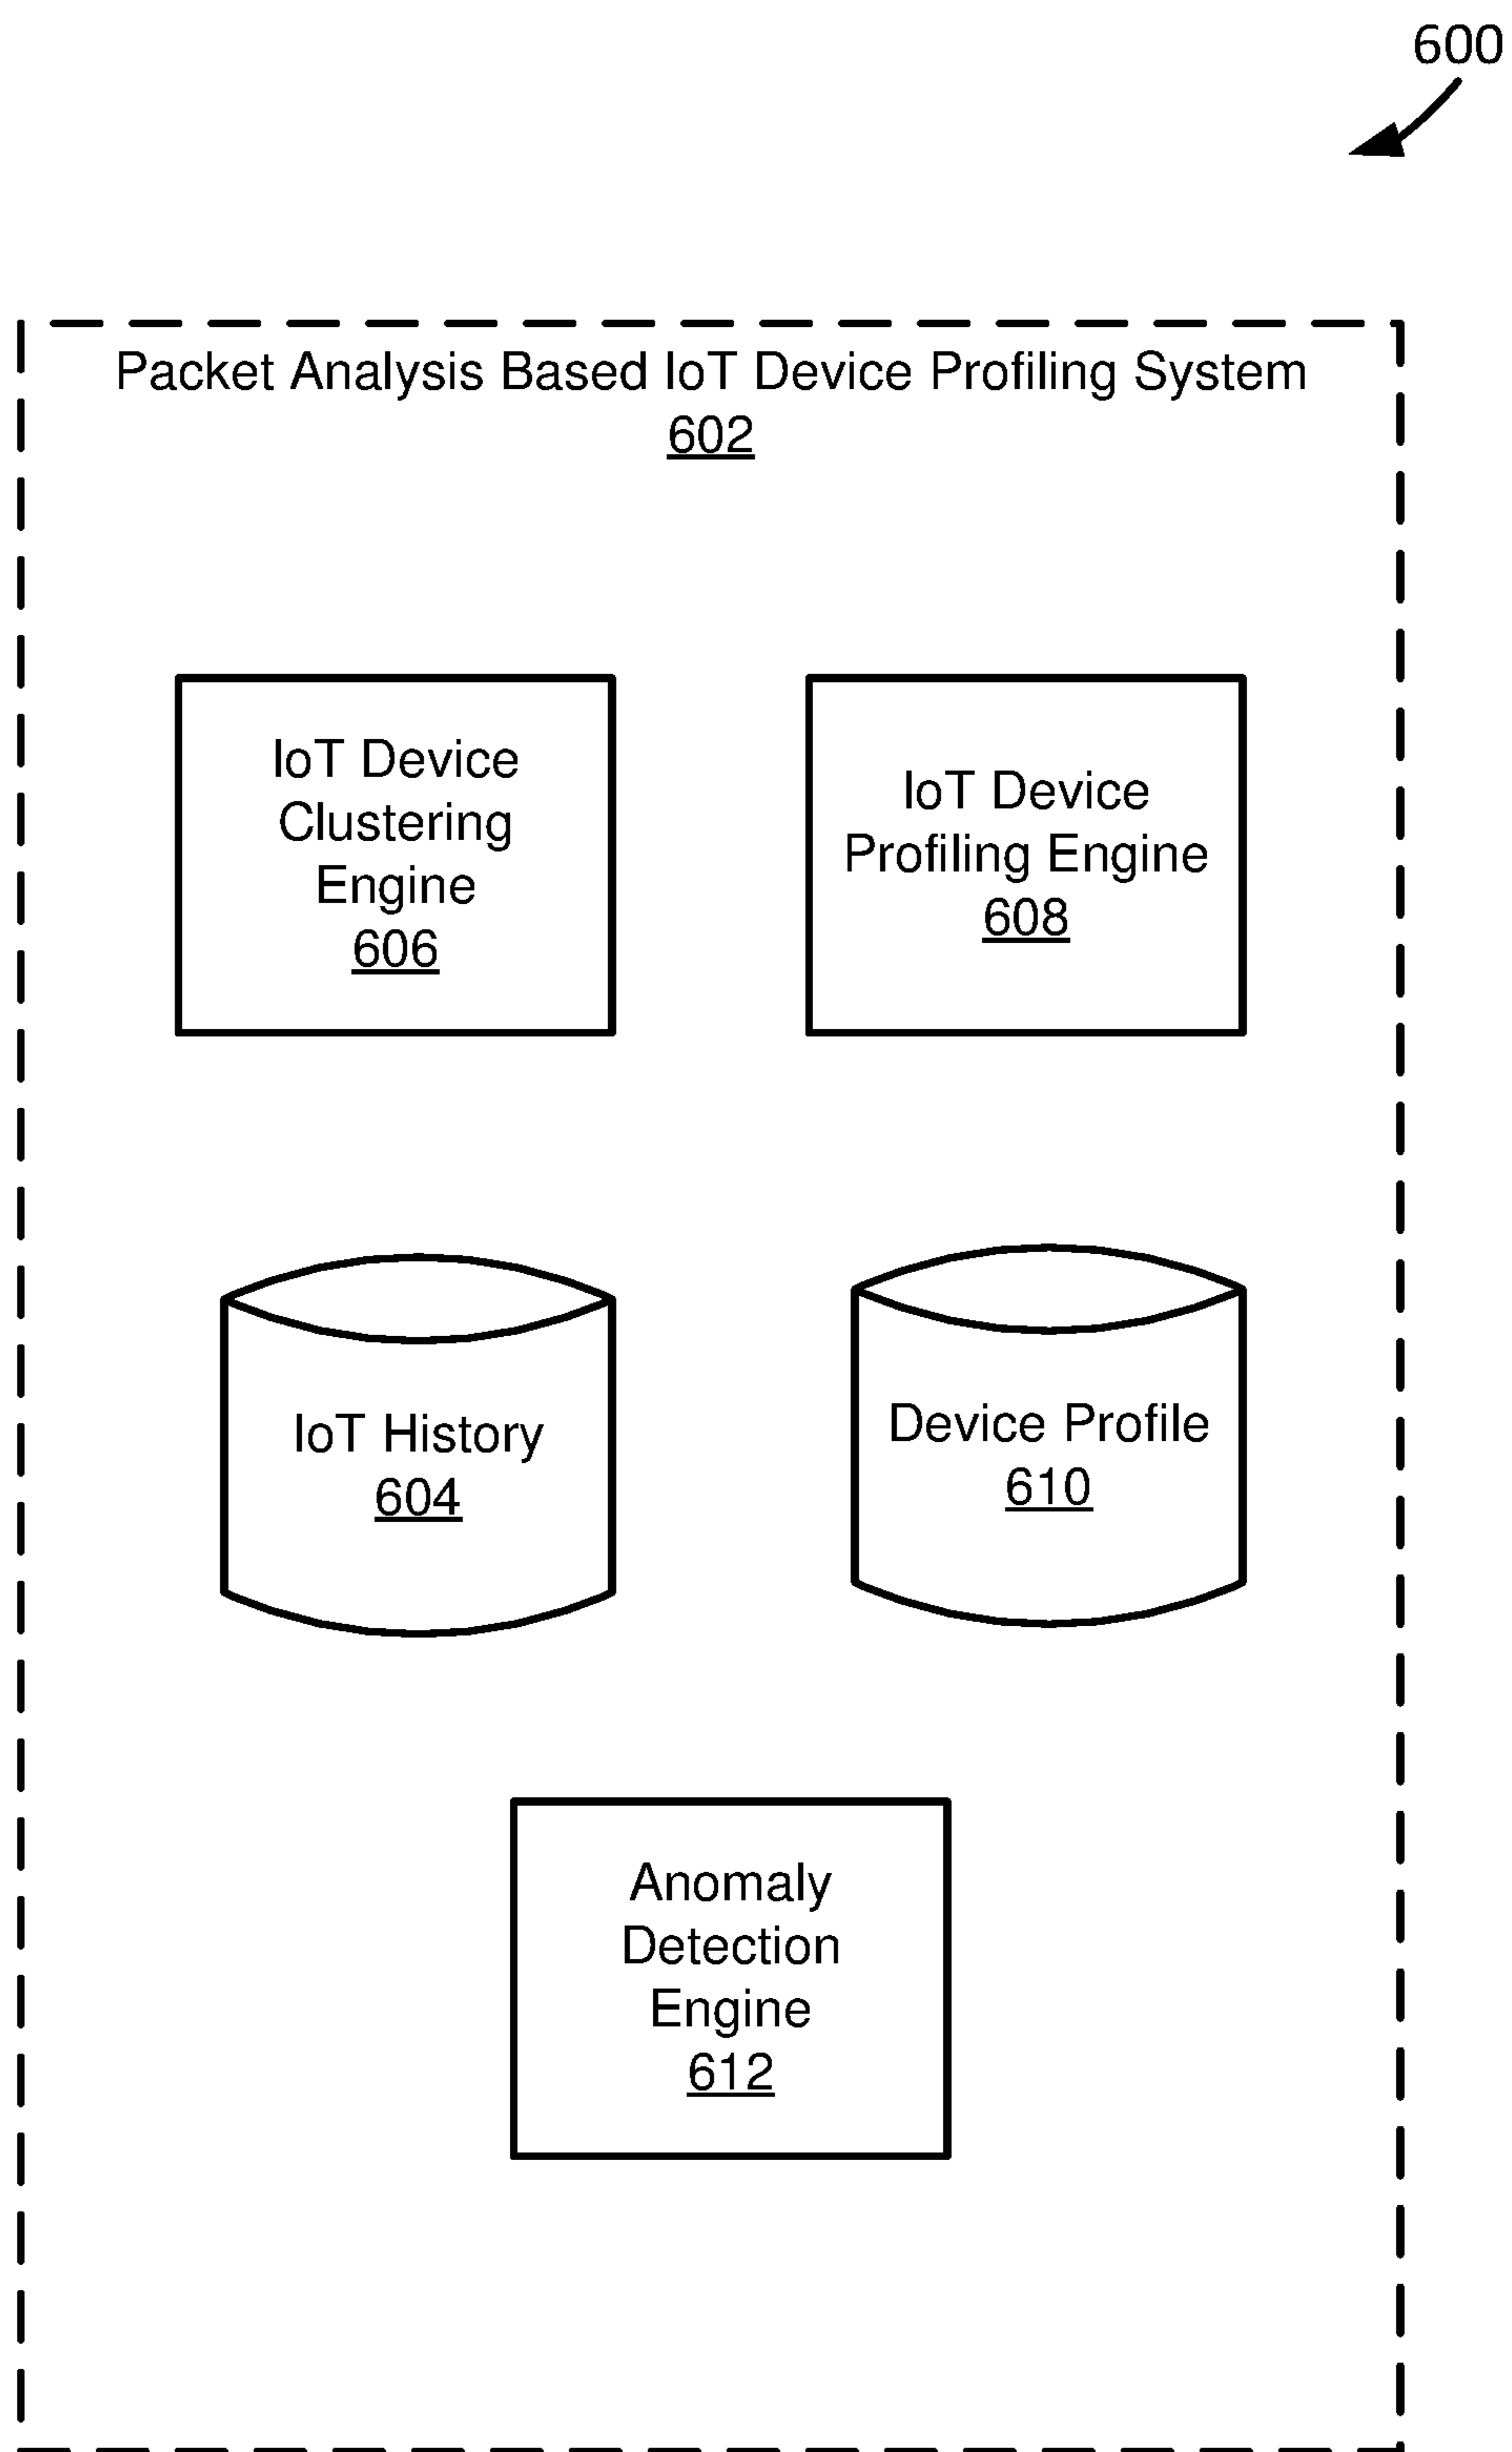 600
Packet Analysis Based IoT Device Profiling System
602
IoT Device
Clustering
Engine
606
IoT Device
Profiling Engine
608
IoT History
604
Device Profile
610
Anomaly
Detection
Engine
612